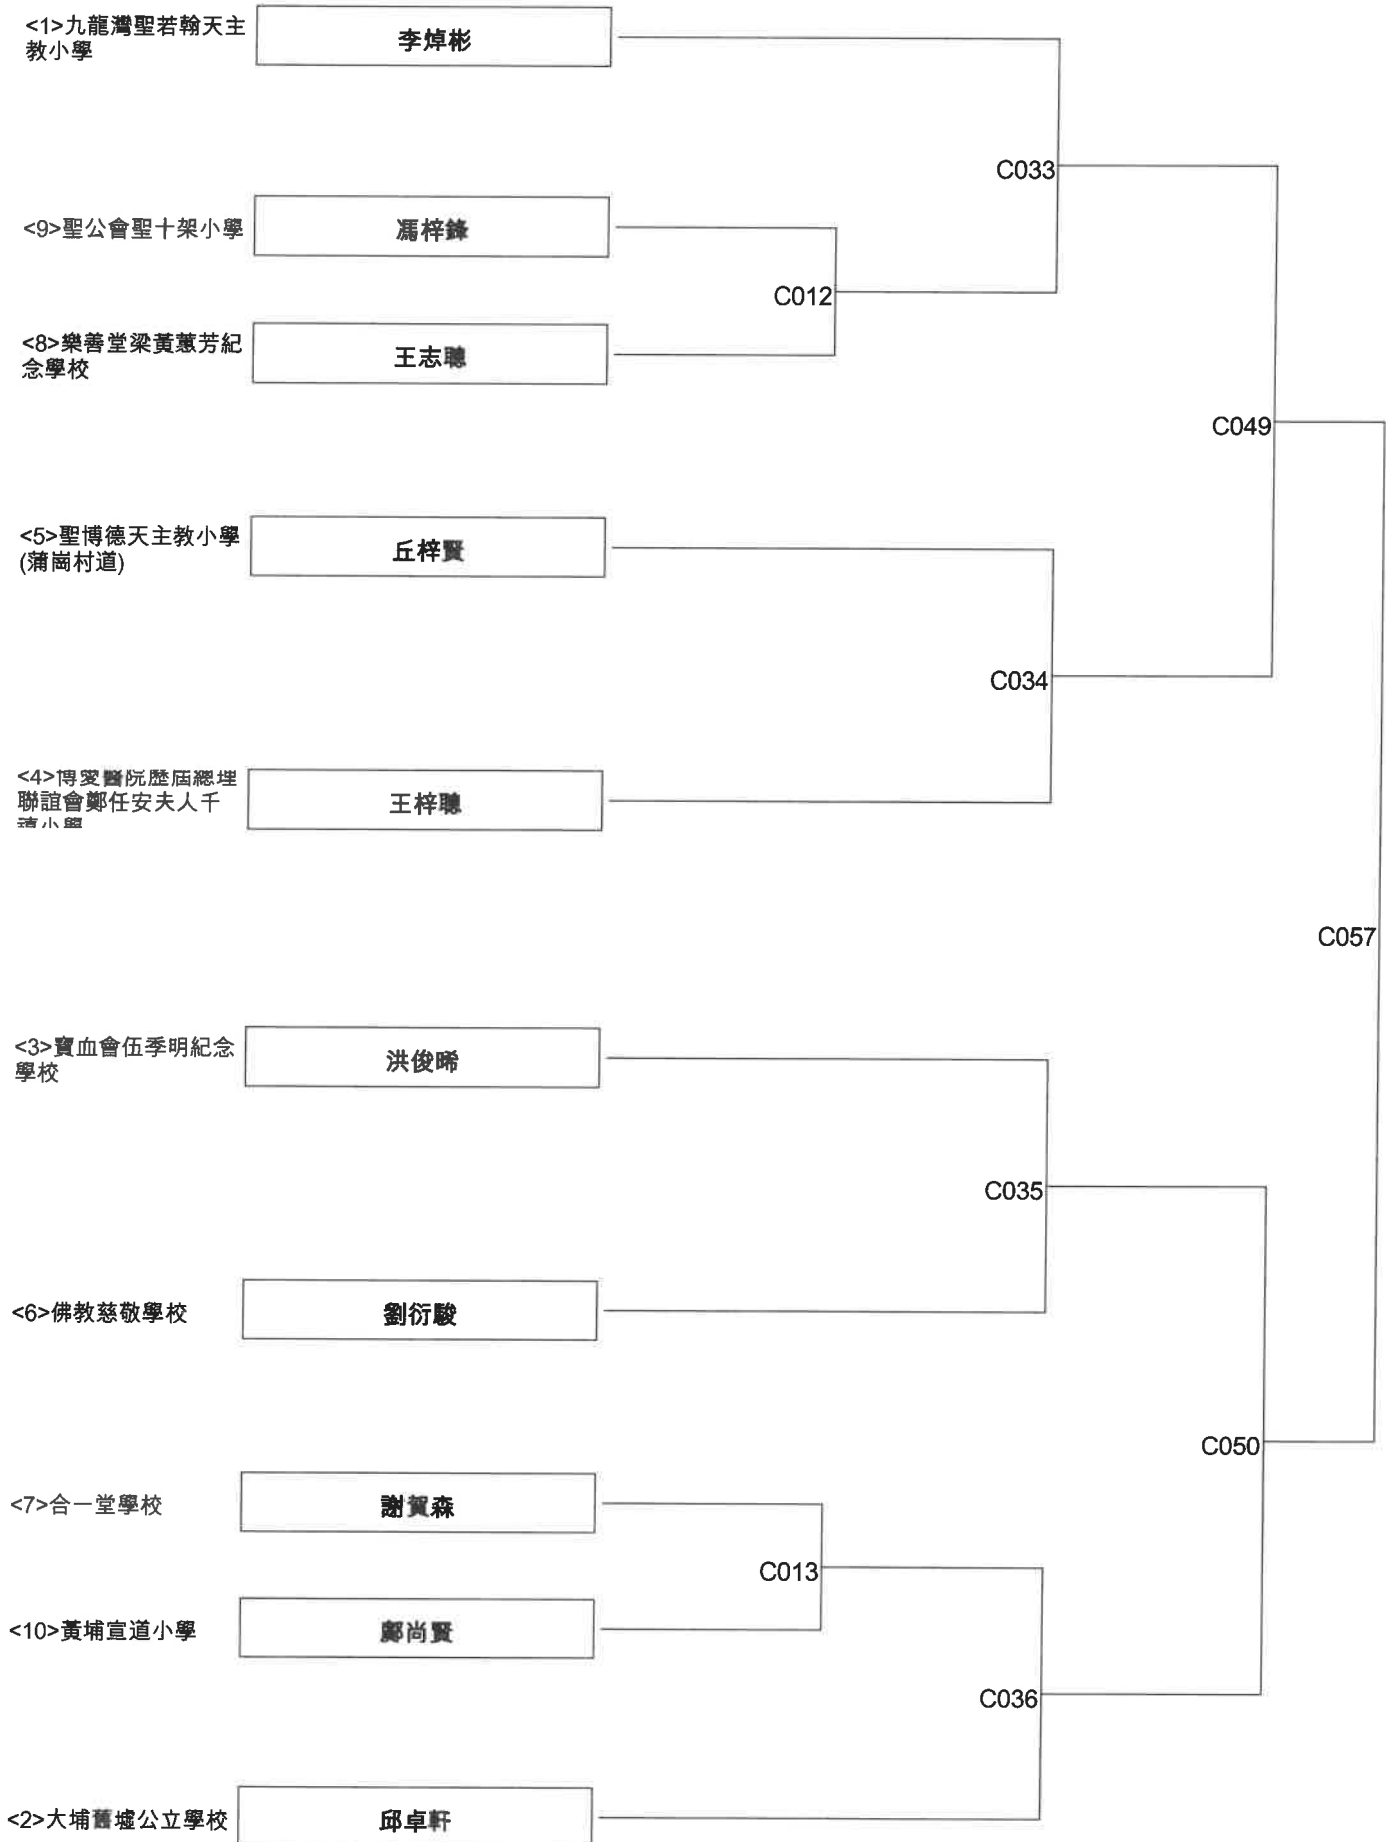 <1>九龍灣聖若翰天主
教小學
李焯彬
C033
<9>聖公會聖十架小學
馮梓鋒
C012
<8>樂善堂梁黃蕙芳紀
念學校
王志聰
C049
<5>聖博德天主教小學
(蒲崗村道)
丘梓賢
C034
<4>博愛醫院歷屆總理
聯誼會鄭任安夫人千
禧小學
王梓聰
C057
<3>寶血會伍季明紀念
學校
洪俊晞
C035
<6>佛教慈敬學校
劉衍駿
C050
<7>合一堂學校
謝賀森
C013
<10>黃埔宣道小學
鄺尚賢
C036
<2>大埔舊墟公立學校
邱卓軒